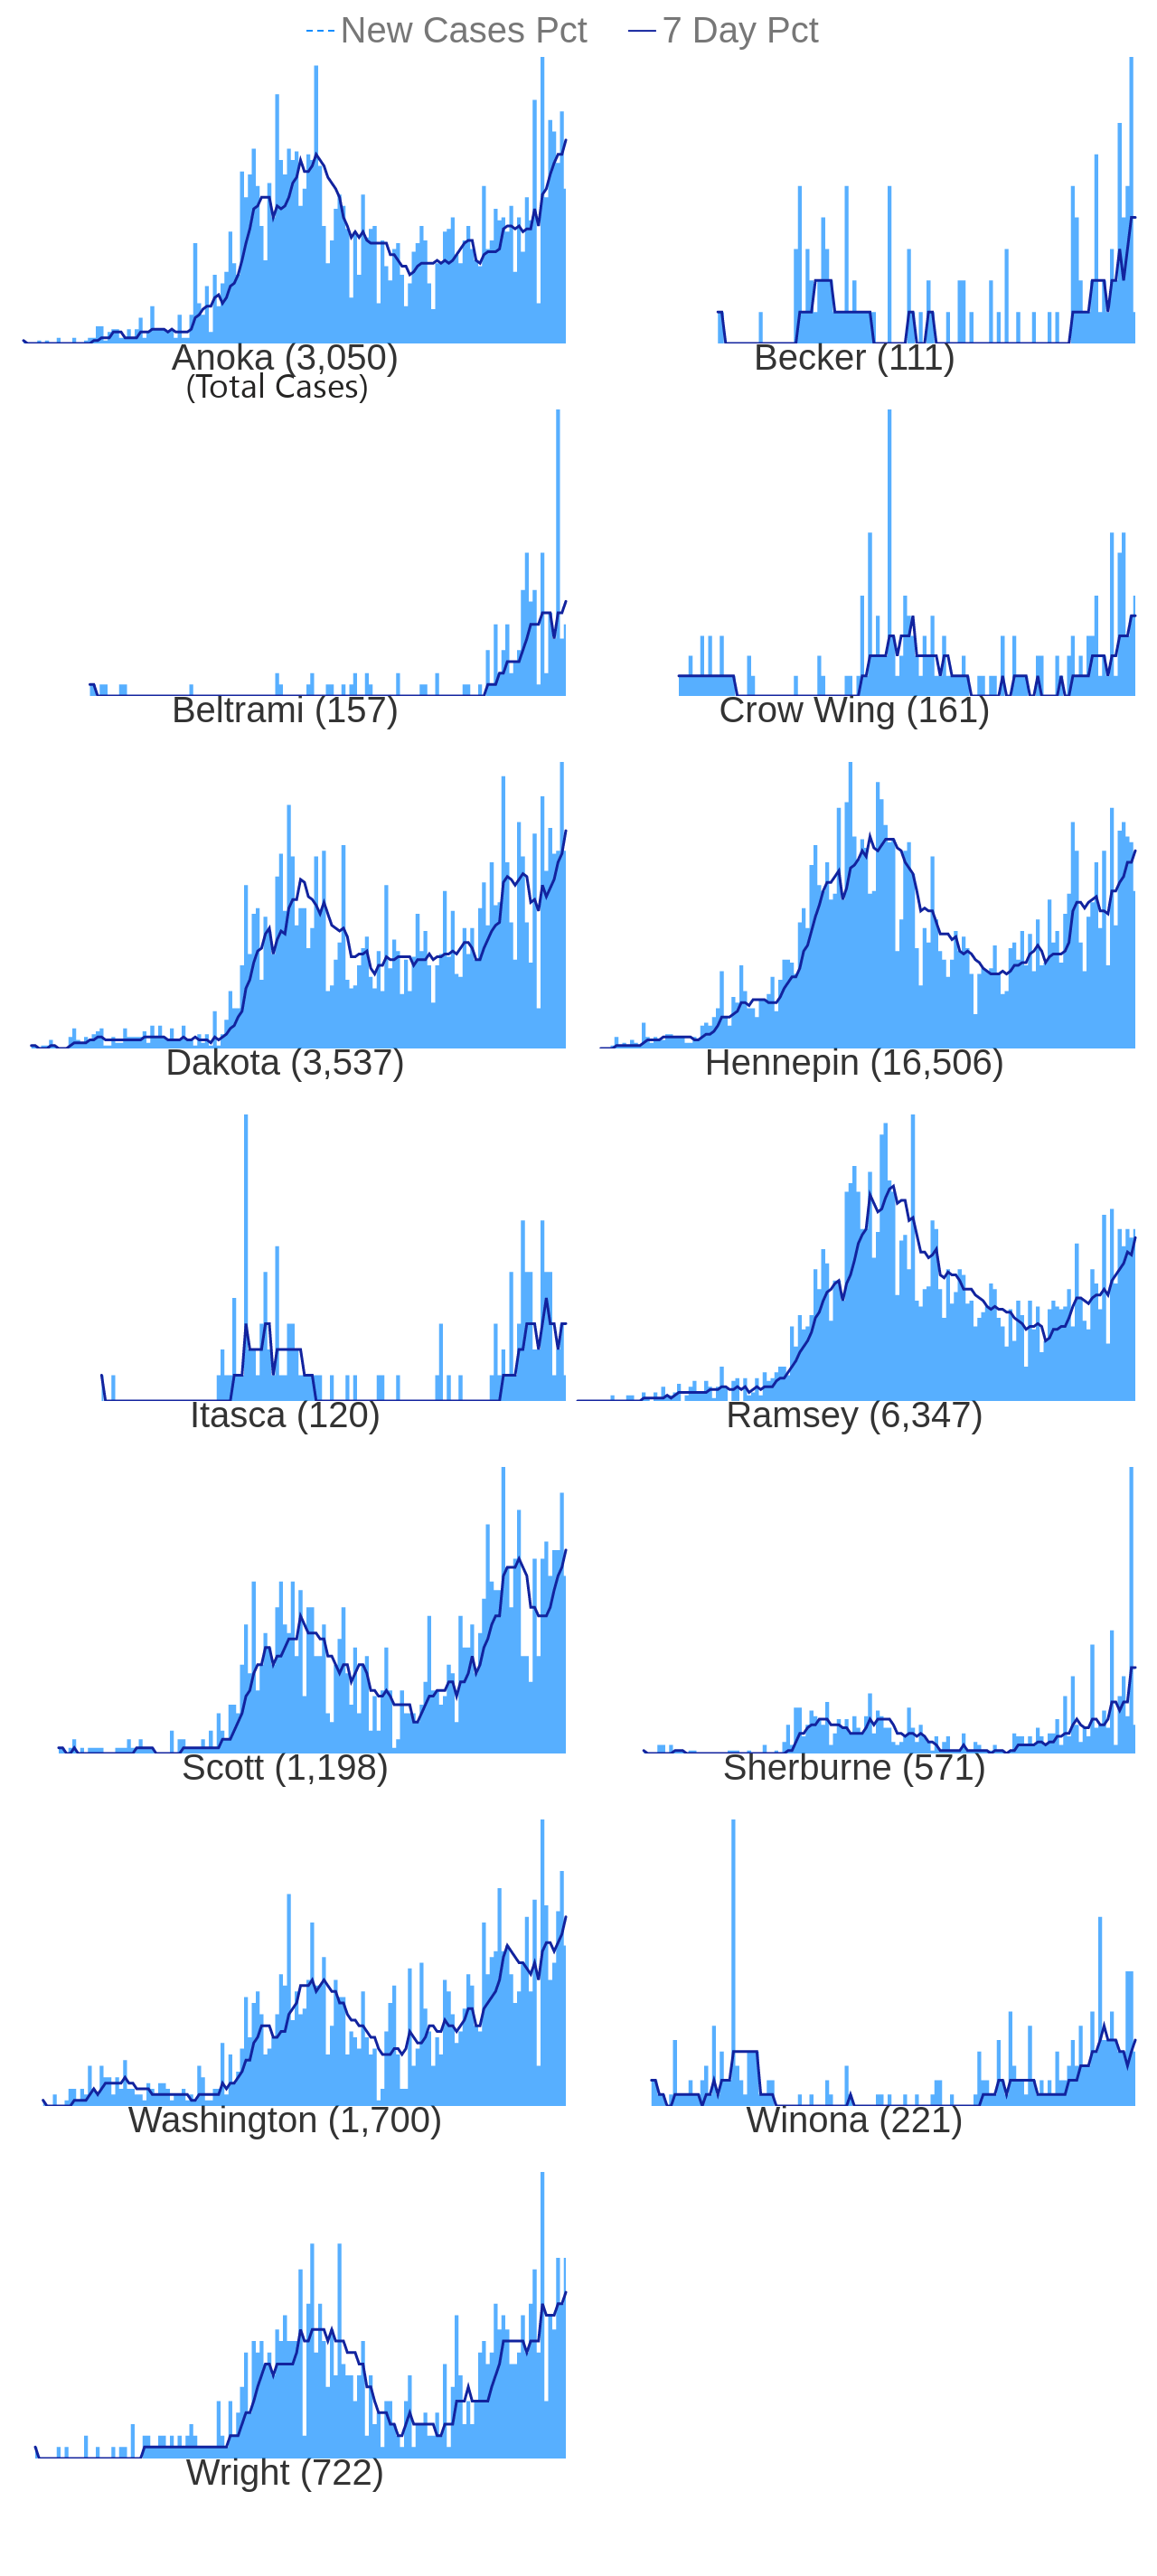 New Cases Pct 7 Day Pct
Anoka (3,050) Becker (111)
(Total Cases)
Beltrami (157) Crow Wing (161)
Dakota (3,537) Hennepin (16,506)
Itasca (120) Ramsey (6,347)
Scott (1,198) Sherburne (571)
Washington (1,700) Winona (221)
Wright (722)